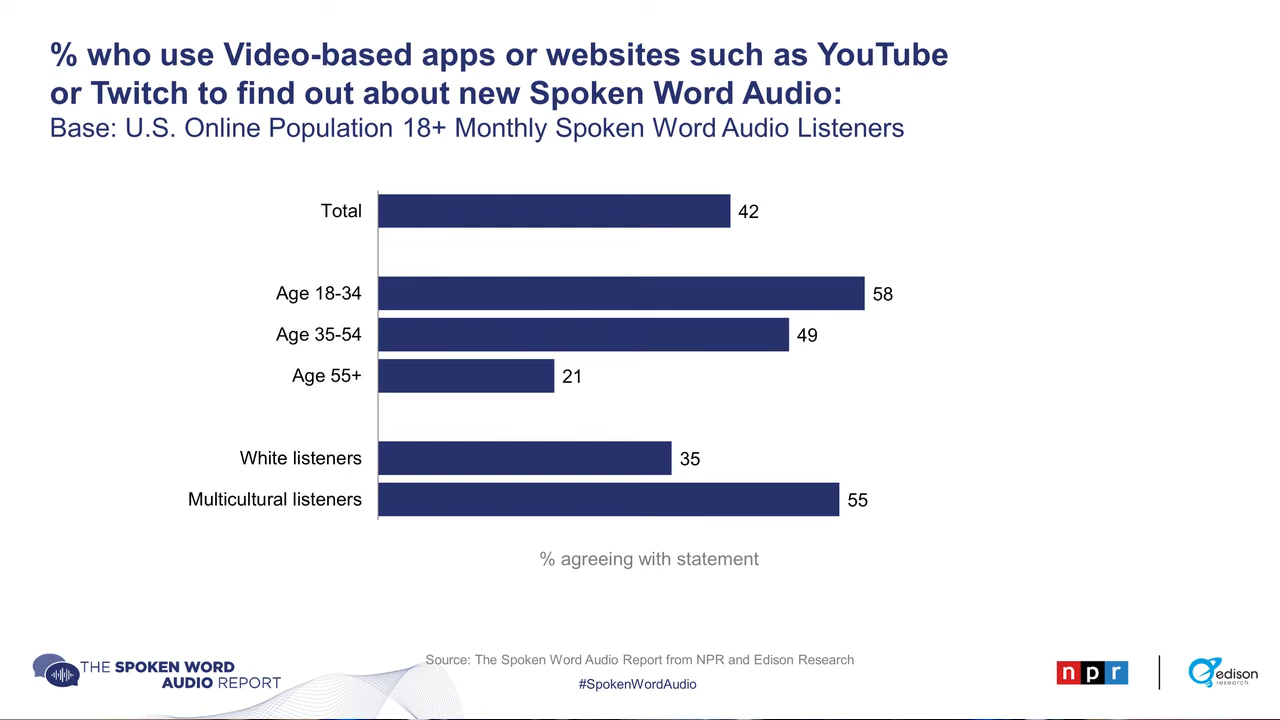 % who use Video-based apps or websites such as YouTube
or Twitch to find out about new Spoken Word Audio:
Base: U.S. Online Population 18+ Monthly Spoken Word Audio Listeners
Total 42
Age 18-34 58
Age 35-54 49
Age 55+ 21
White listeners 35
Multicultural listeners 55
% agreeing with statement
THE SPOKEN WORD
AUDIO REPORT
Source: The Spoken Word Audio Report from NPR and Edison Research
#SpokenWordAudio
npr
edison
research